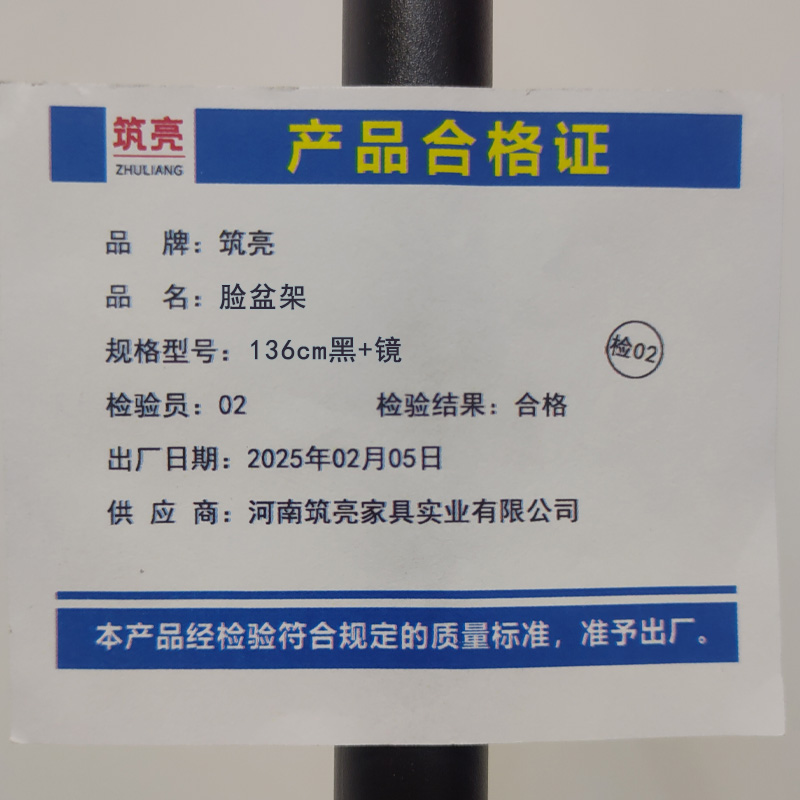 筑亮
ZHULIANG
产品合格证
品 牌：筑亮
品 名：脸盆架
规格型号：136cm黑+镜
检02
检验员：02 检验结果：合格
出厂日期：2025年02月05日
供 应 商：河南筑亮家具实业有限公司
本产品经检验符合规定的质量标准，准予出厂。